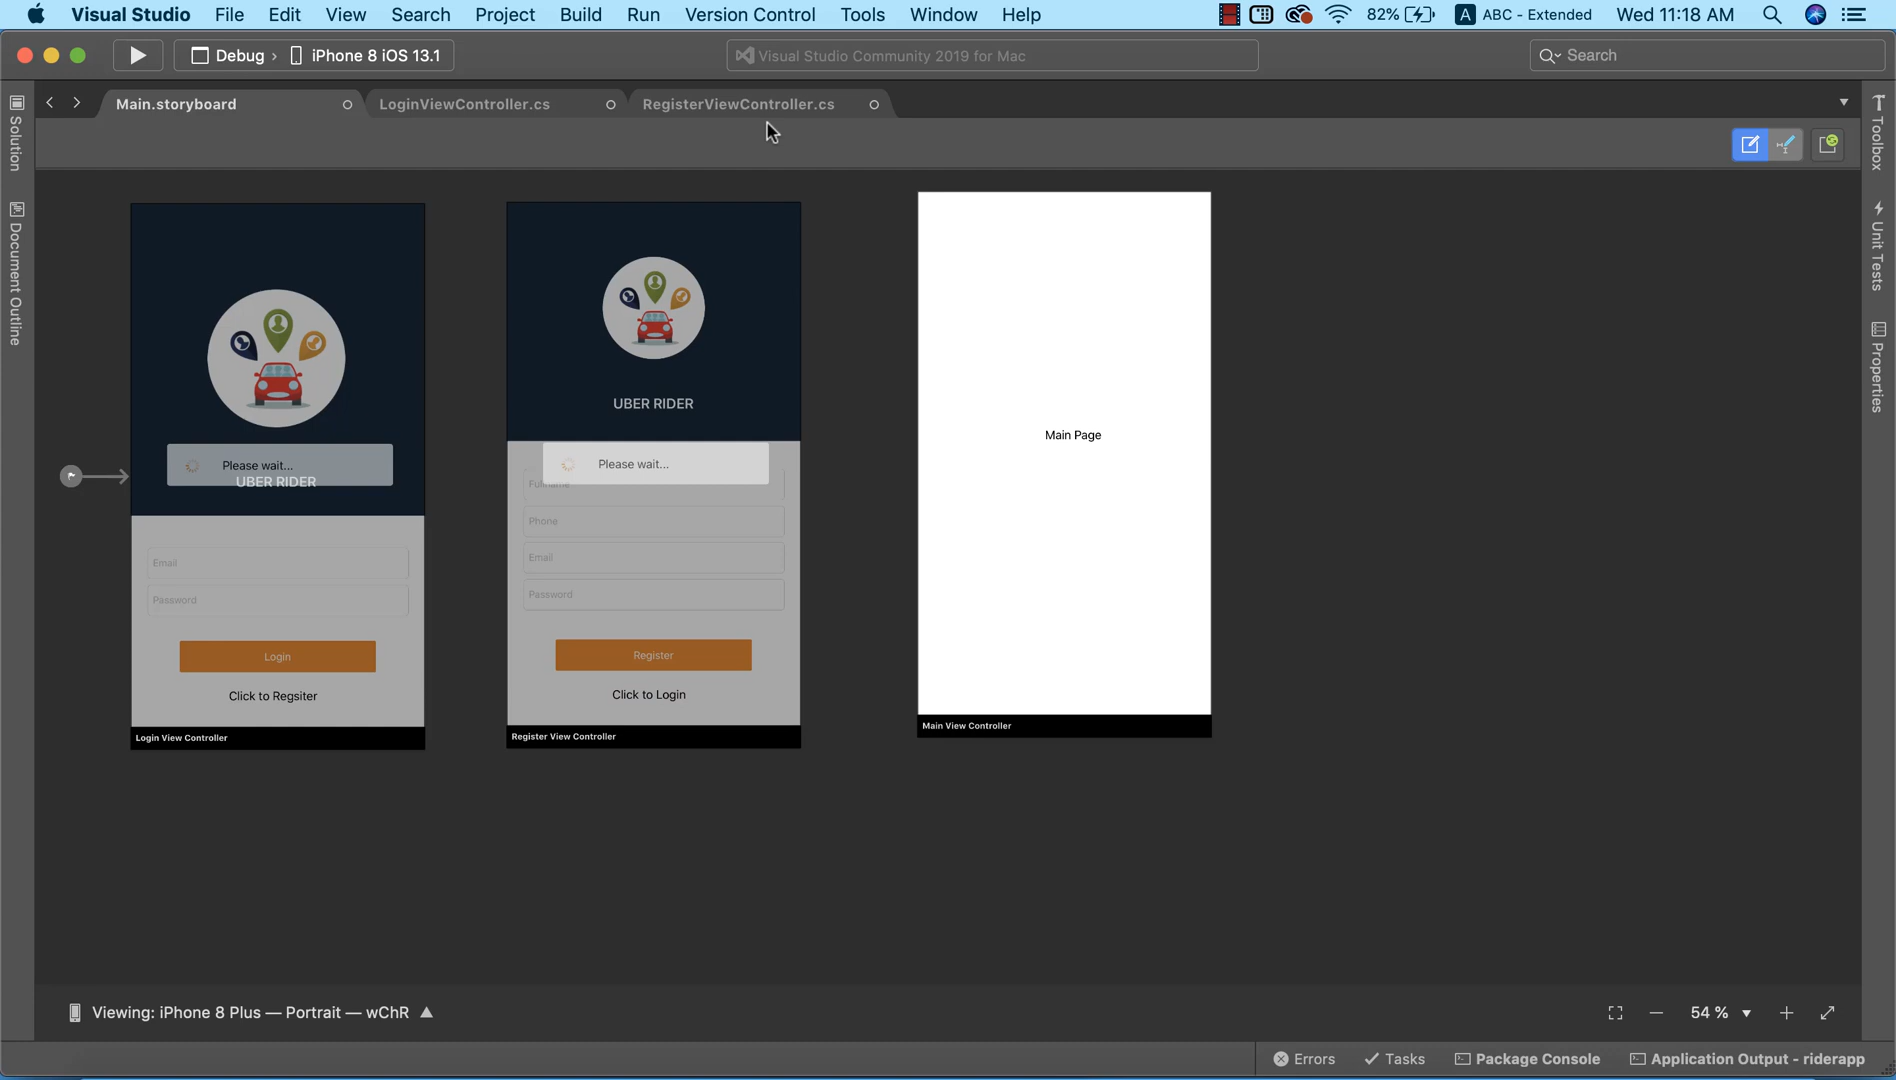 Visual Studio File Edit View Search Project Build Run Version Control Tools Window Help 82% A ABC - Extended Wed 11:18 AM
Debug › iPhone 8 iOS 13.1 Visual Studio Community 2019 for Mac Search
Main.storyboard LoginViewController.cs RegisterViewController.cs
Solution
Document Outline
Toolbox
Unit Tests
Properties
Please wait...
UBER RIDER
Email
Password
Login
Click to Regsiter
Login View Controller
UBER RIDER
Please wait...
Fullname
Phone
Email
Password
Register
Click to Login
Register View Controller
Main Page
Main View Controller
Viewing: iPhone 8 Plus — Portrait — wChR 54 %
Errors Tasks Package Console Application Output - riderapp